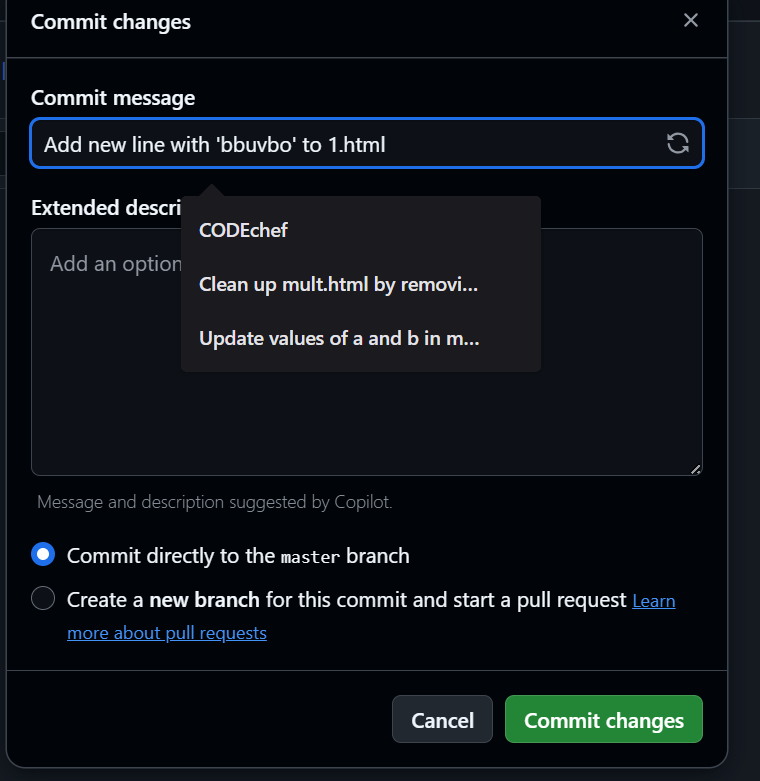 Commit changes
Commit message
Add new line with 'bbuvbo' to 1.html
Extended descri
Add an option
CODEchef
Clean up mult.html by removi...
Update values of a and b in m...
Message and description suggested by Copilot.
Commit directly to the master branch
Create a new branch for this commit and start a pull request Learn
more about pull requests
Cancel
Commit changes